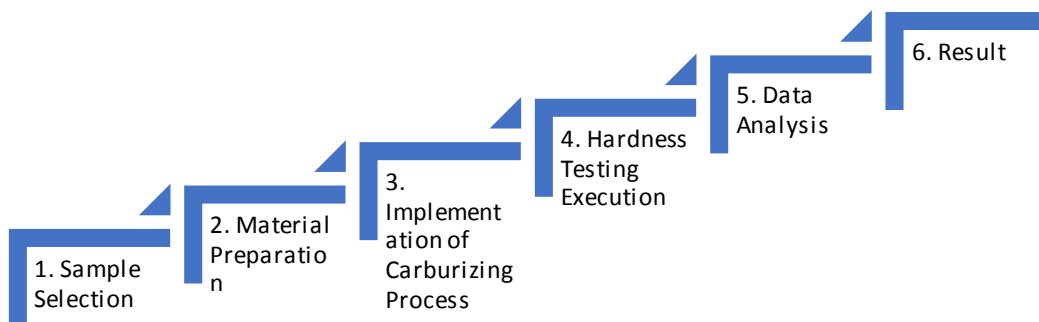 1. Sample
Selection
2. Material
Preparatio
n
3.
Implement
ation of
Carburizing
Process
4. Hardness
Testing
Execution
5. Data
Analysis
6. Result